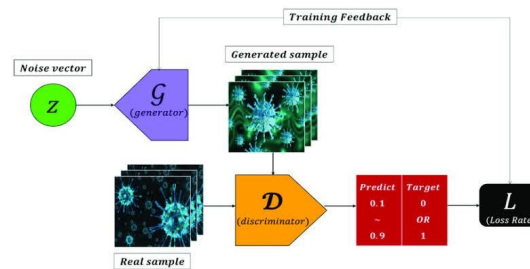 Training Feedback
Noise vector
Generated sample
Z
G
(generator)
D
(discriminator)
Predict Target
0.1 0
~ OR
0.9 1
L
(Loss Rate)
Real sample